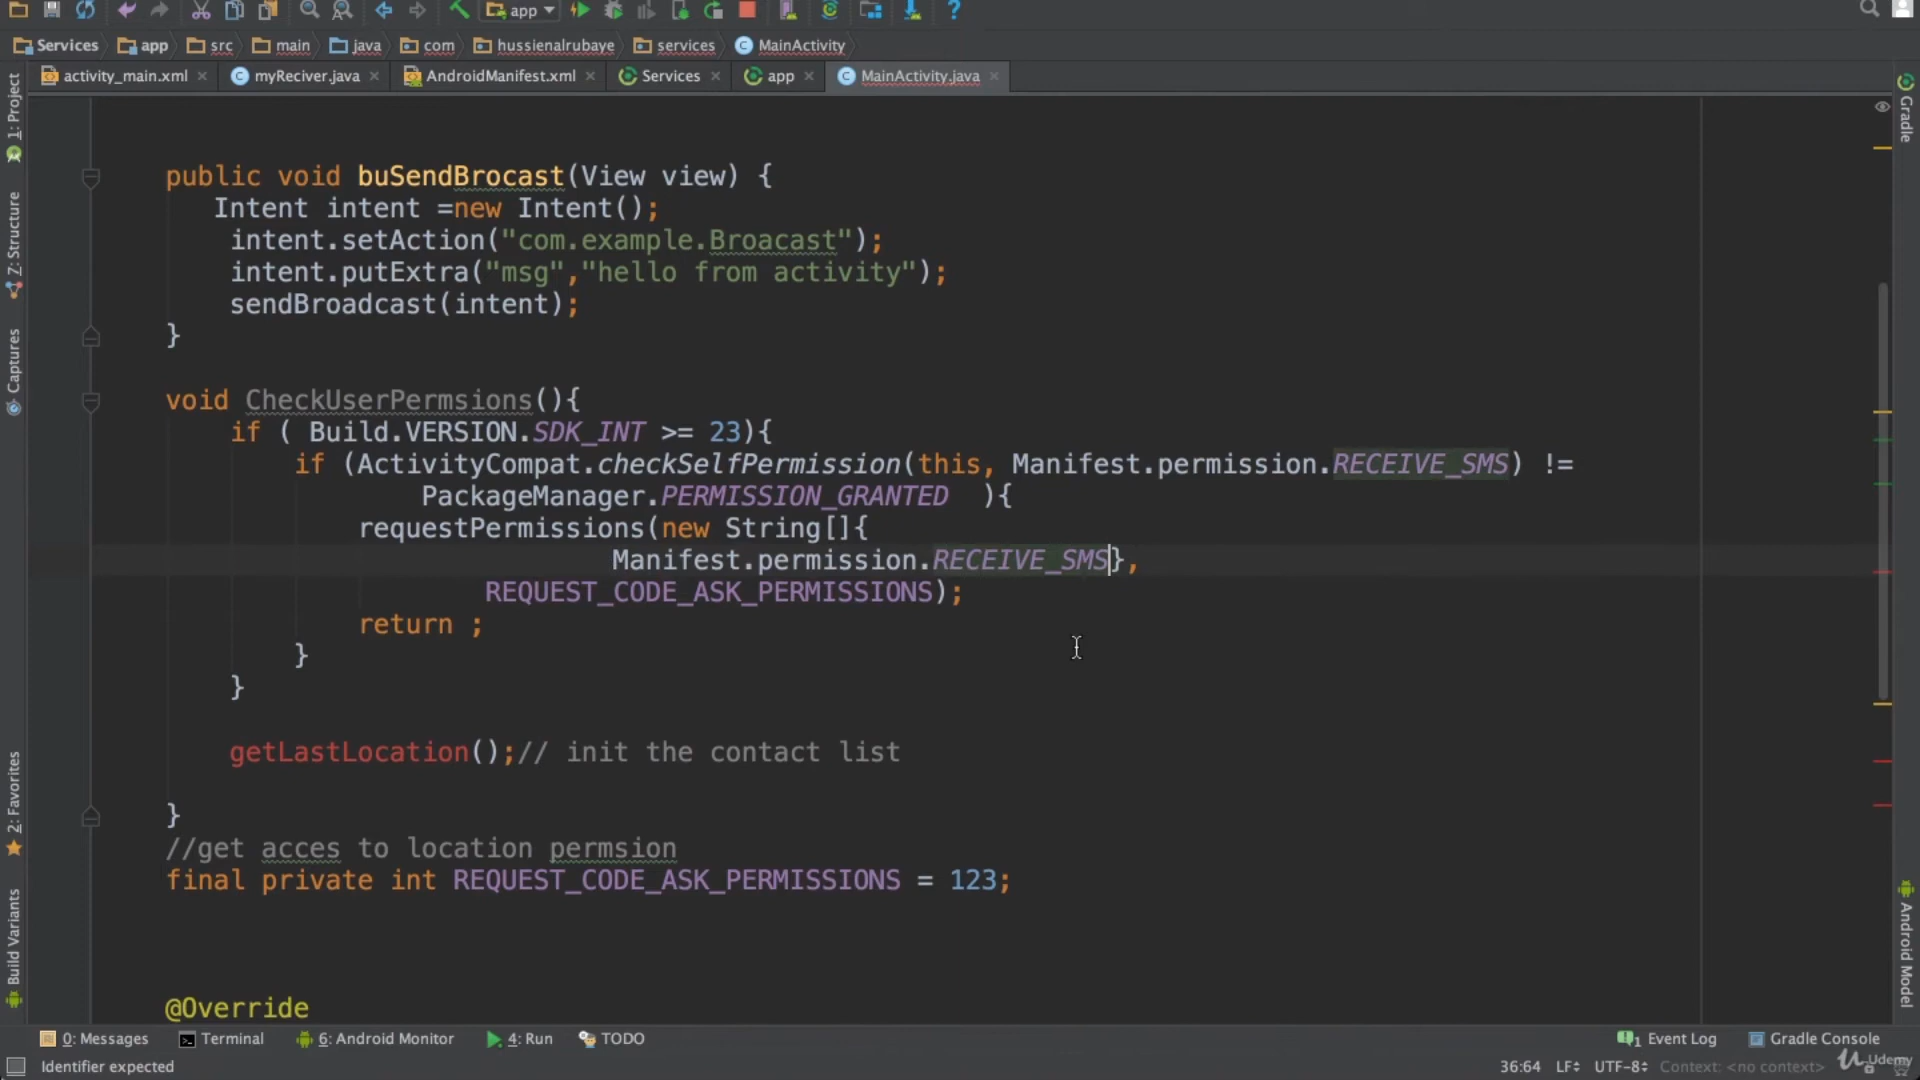 app
Services app src main java com hussienalrubaye services MainActivity
activity_main.xml myReciver.java AndroidManifest.xml Services app MainActivity.java
1: Project
7: Structure
Captures
2: Favorites
Build Variants
Gradle
Android Model
public void buSendBrocast(View view) {
Intent intent =new Intent();
intent.setAction("com.example.Broacast");
intent.putExtra("msg","hello from activity");
sendBroadcast(intent);
}
void CheckUserPermsions(){
if ( Build.VERSION.SDK_INT >= 23){
if (ActivityCompat.checkSelfPermission(this, Manifest.permission.RECEIVE_SMS) !=
PackageManager.PERMISSION_GRANTED ){
requestPermissions(new String[]{
Manifest.permission.RECEIVE_SMS},
REQUEST_CODE_ASK_PERMISSIONS);
return ;
}
}
getLastLocation();// init the contact list
}
//get acces to location permsion
final private int REQUEST_CODE_ASK_PERMISSIONS = 123;
@Override
0: Messages Terminal 6: Android Monitor 4: Run TODO 1 Event Log Gradle Console
Identifier expected 36:64 LF UTF-8 Context: <no context>
Udemy